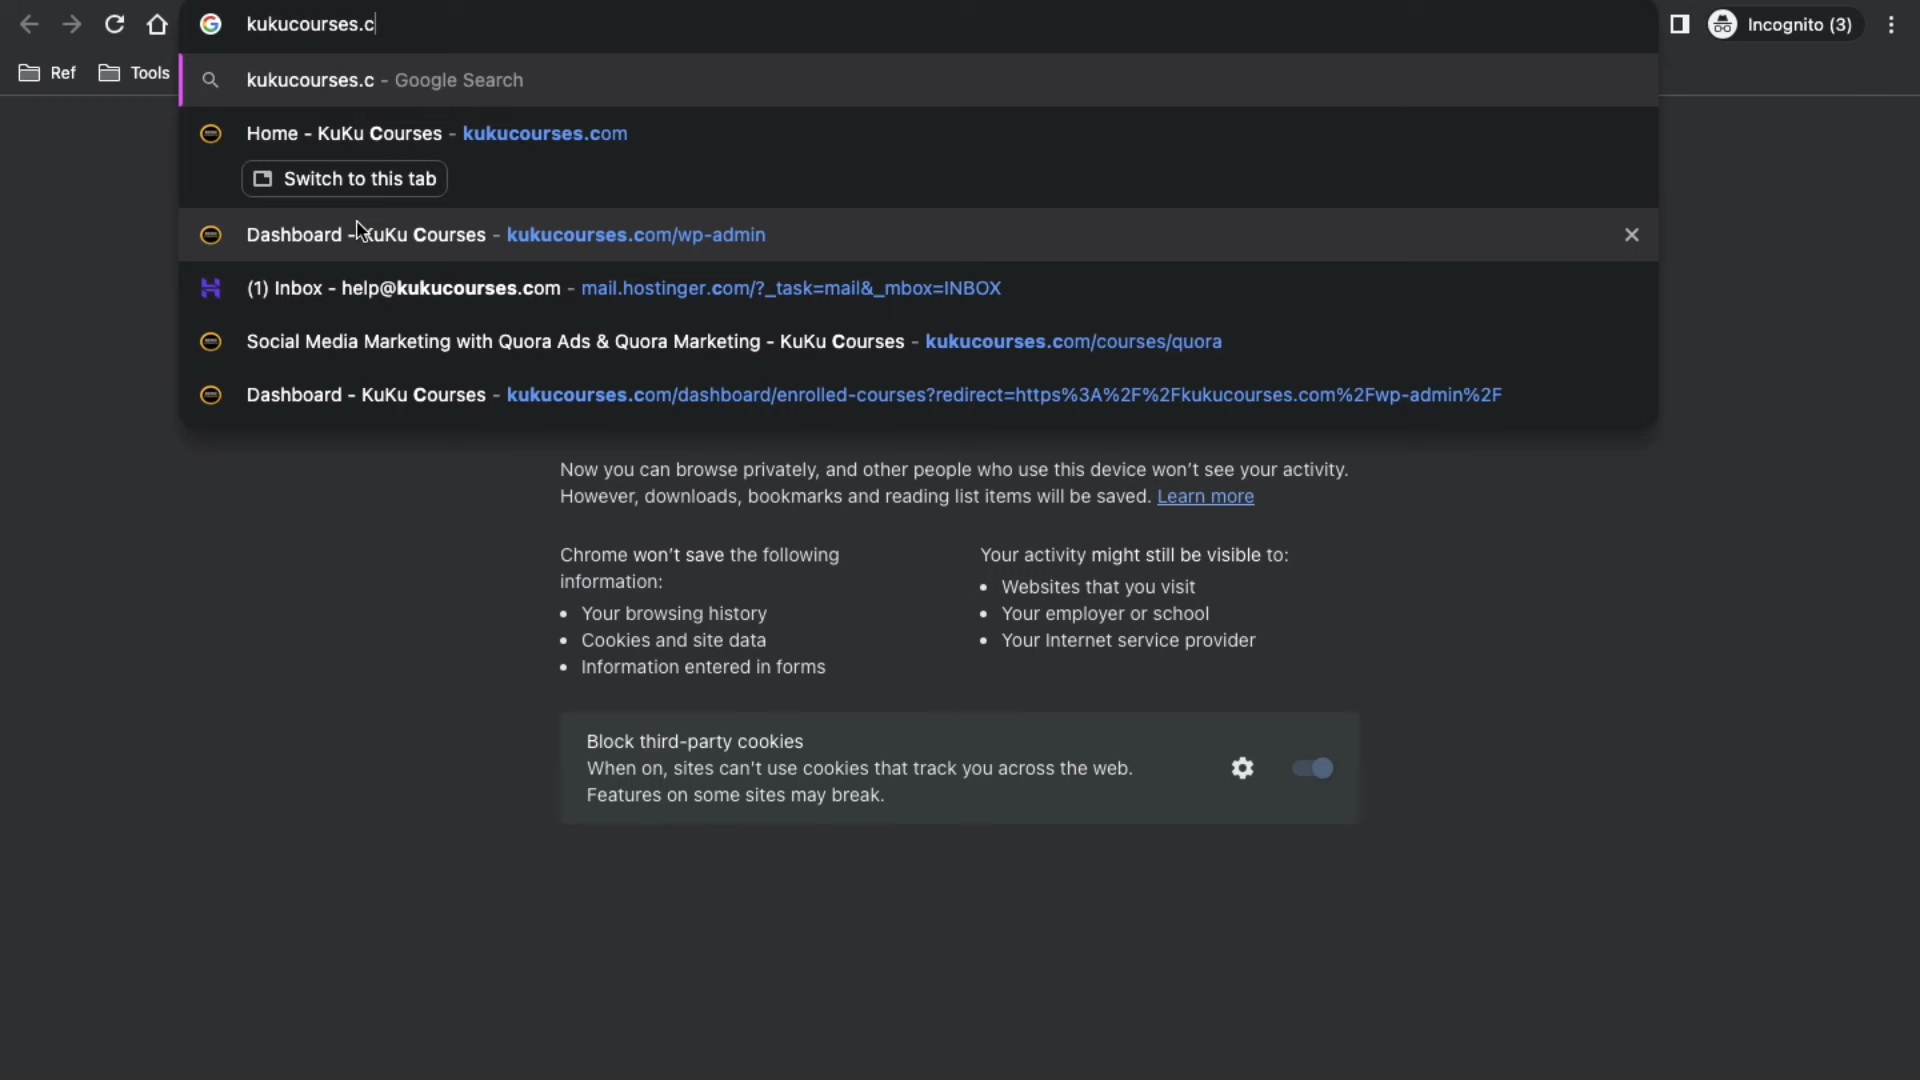 kukucourses.c
Incognito (3)
Ref
Tools
kukucourses.c - Google Search
Home - KuKu Courses - kukucourses.com
Switch to this tab
Dashboard - KuKu Courses - kukucourses.com/wp-admin
(1) Inbox - help@kukucourses.com - mail.hostinger.com/?_task=mail&_mbox=INBOX
Social Media Marketing with Quora Ads & Quora Marketing - KuKu Courses - kukucourses.com/courses/quora
Dashboard - KuKu Courses - kukucourses.com/dashboard/enrolled-courses?redirect=https%3A%2F%2Fkukucourses.com%2Fwp-admin%2F
Now you can browse privately, and other people who use this device won't see your activity.
However, downloads, bookmarks and reading list items will be saved. Learn more
Chrome won't save the following
information:
• Your browsing history
• Cookies and site data
• Information entered in forms
Your activity might still be visible to:
• Websites that you visit
• Your employer or school
• Your Internet service provider
Block third-party cookies
When on, sites can't use cookies that track you across the web.
Features on some sites may break.